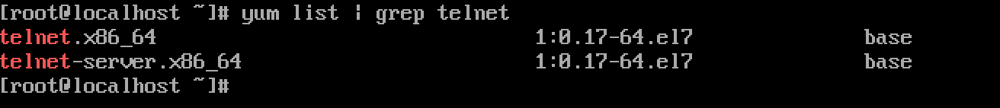 [root@localhost ~]# yum list | grep telnet
telnet.x86_64 1:0.17-64.el7 base
telnet-server.x86_64 1:0.17-64.el7 base
[root@localhost ~]#